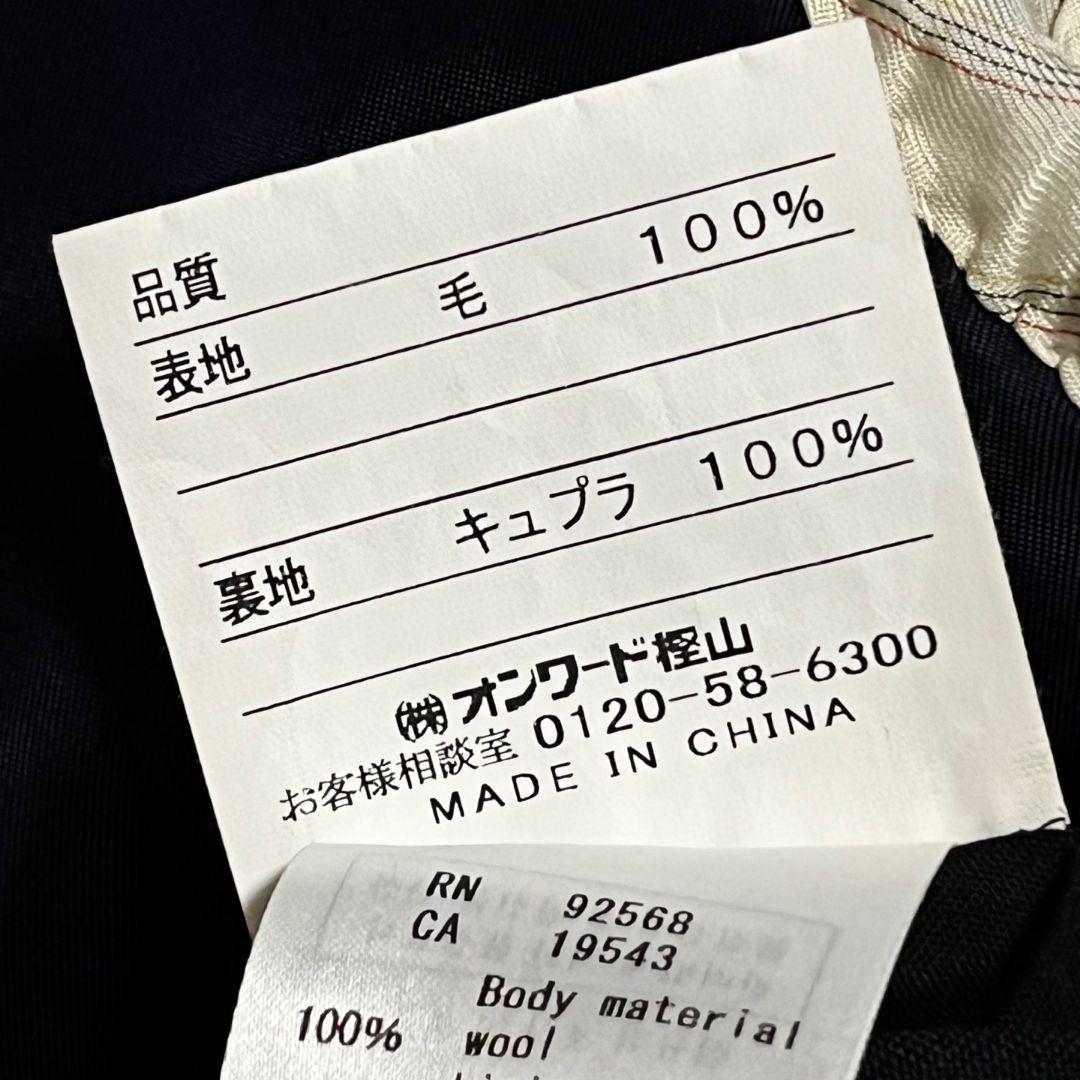 品質
表地 毛 100%
裏地 キュプラ 100%
㈱オンワード樫山
お客様相談室 0120-58-6300
MADE IN CHINA
RN 92568
CA 19543
Body material
100% wool